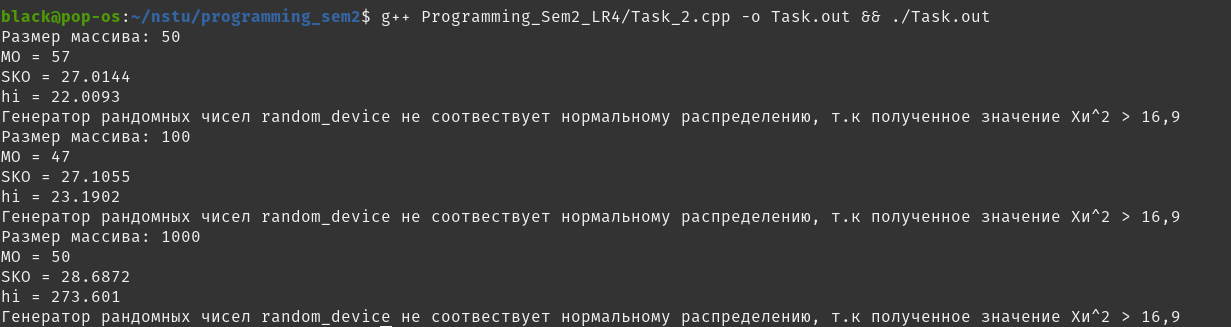 black@pop-os:~/nstu/programming_sem2$ g++ Programming_Sem2_LR4/Task_2.cpp -o Task.out && ./Task.out
Размер массива: 50
МО = 57
SKO = 27.0144
hi = 22.0093
Генератор рандомных чисел random_device не соотвествует нормальному распределению, т.к полученное значение Хи^2 > 16,9
Размер массива: 100
МО = 47
SKO = 27.1055
hi = 23.1902
Генератор рандомных чисел random_device не соотвествует нормальному распределению, т.к полученное значение Хи^2 > 16,9
Размер массива: 1000
МО = 50
SKO = 28.6872
hi = 273.601
Генератор рандомных чисел random_device не соотвествует нормальному распределению, т.к полученное значение Хи^2 > 16,9